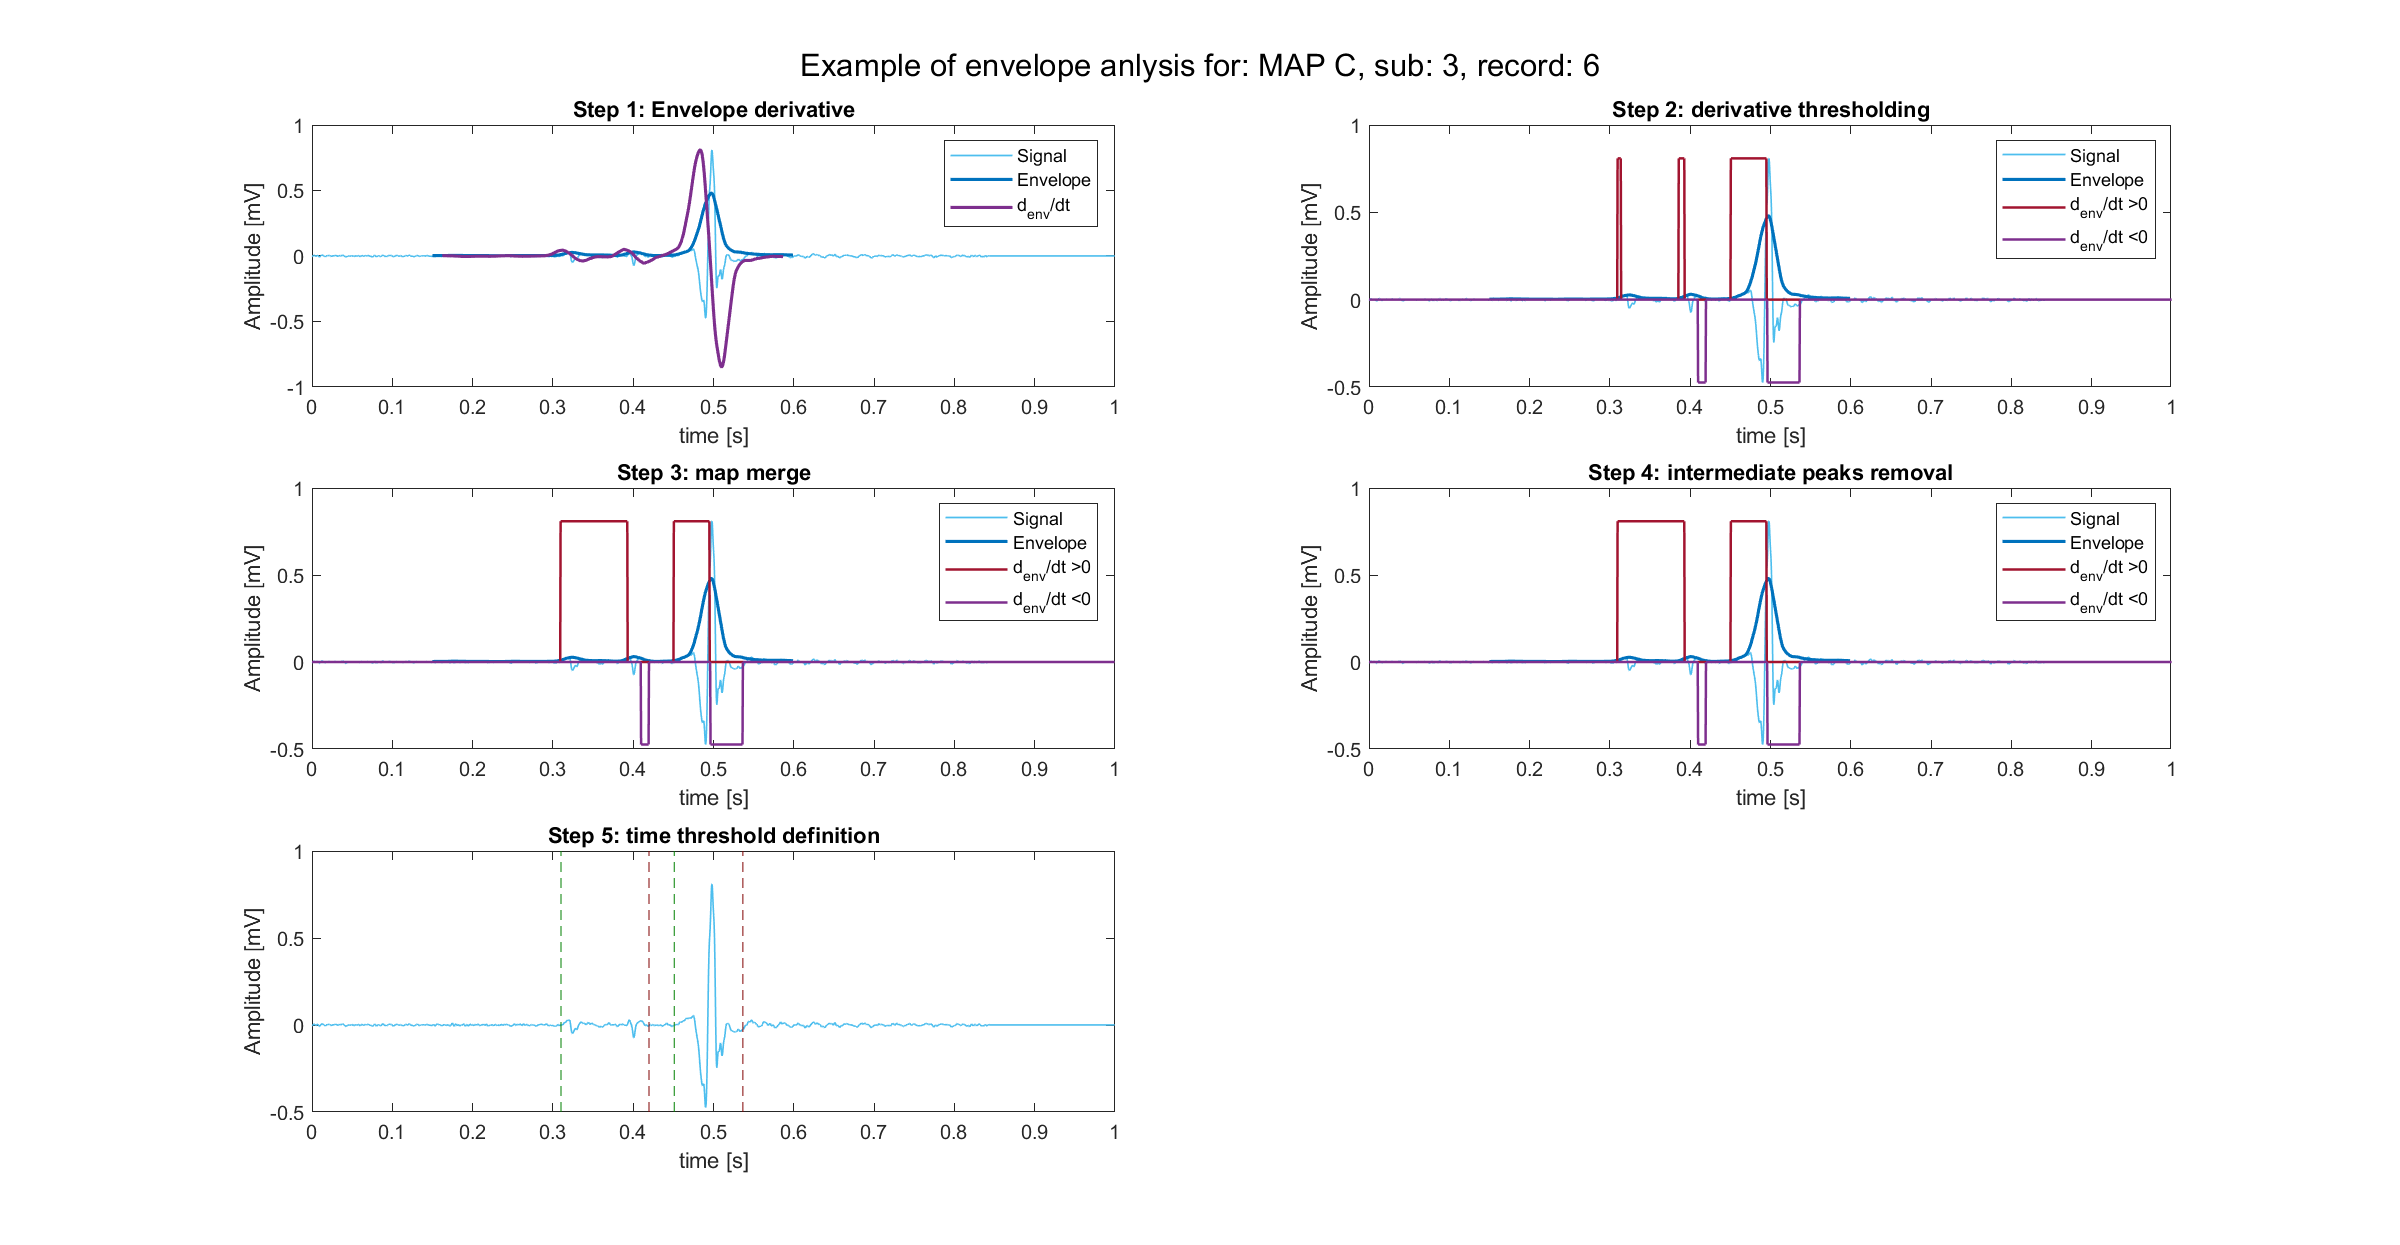 Example of envelope anlysis for: MAP C, sub: 3, record: 6
Step 1: Envelope derivative
Amplitude [mV]
1
0.5
0
-0.5
-1
Signal
Envelope
d_env/dt
0 0.1 0.2 0.3 0.4 0.5 0.6 0.7 0.8 0.9 1
time [s]
Step 2: derivative thresholding
Amplitude [mV]
1
0.5
0
-0.5
Signal
Envelope
d_env/dt >0
d_env/dt <0
0 0.1 0.2 0.3 0.4 0.5 0.6 0.7 0.8 0.9 1
time [s]
Step 3: map merge
Amplitude [mV]
1
0.5
0
-0.5
Signal
Envelope
d_env/dt >0
d_env/dt <0
0 0.1 0.2 0.3 0.4 0.5 0.6 0.7 0.8 0.9 1
time [s]
Step 4: intermediate peaks removal
Amplitude [mV]
1
0.5
0
-0.5
Signal
Envelope
d_env/dt >0
d_env/dt <0
0 0.1 0.2 0.3 0.4 0.5 0.6 0.7 0.8 0.9 1
time [s]
Step 5: time threshold definition
Amplitude [mV]
1
0.5
0
-0.5
0 0.1 0.2 0.3 0.4 0.5 0.6 0.7 0.8 0.9 1
time [s]